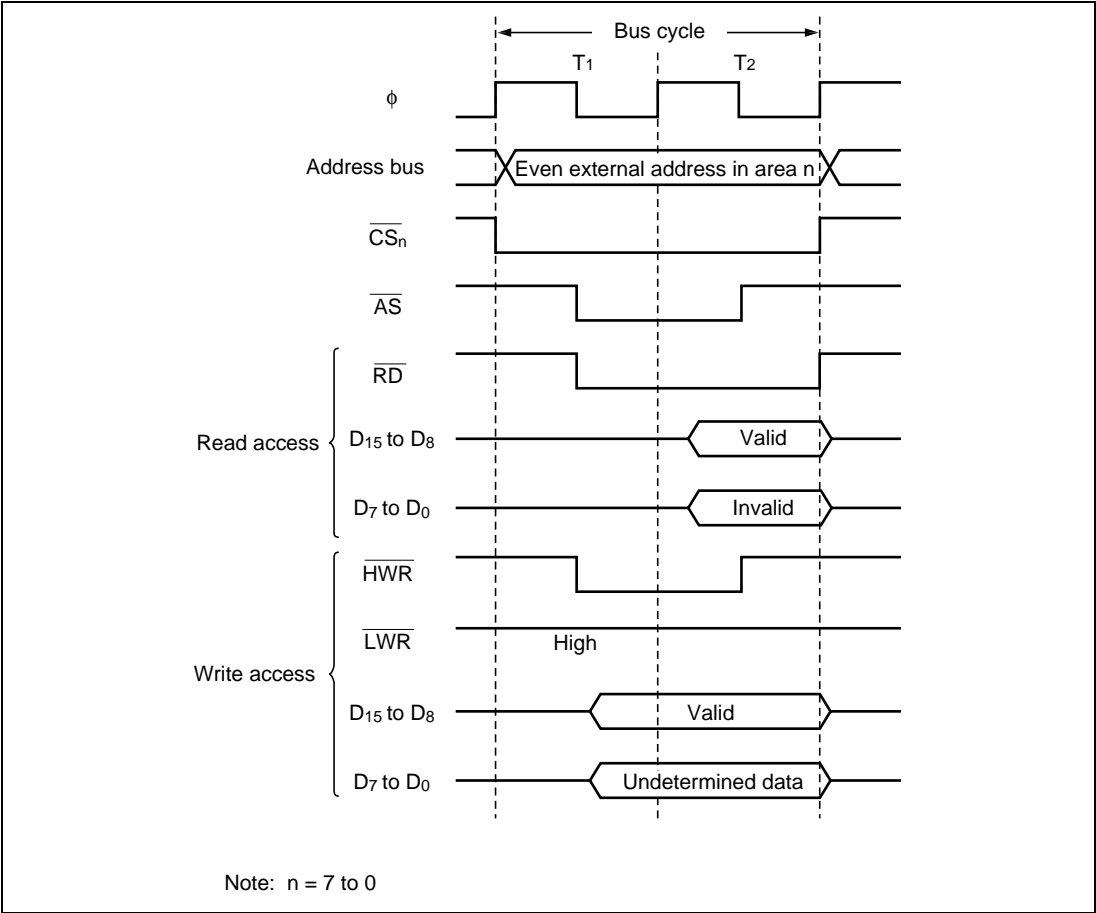 Bus cycle
T1 T2
ϕ
Address bus Even external address in area n
CSn
AS
RD
Read access D15 to D8 Valid
D7 to D0 Invalid
HWR
LWR High
Write access
D15 to D8 Valid
D7 to D0 Undetermined data
Note: n = 7 to 0